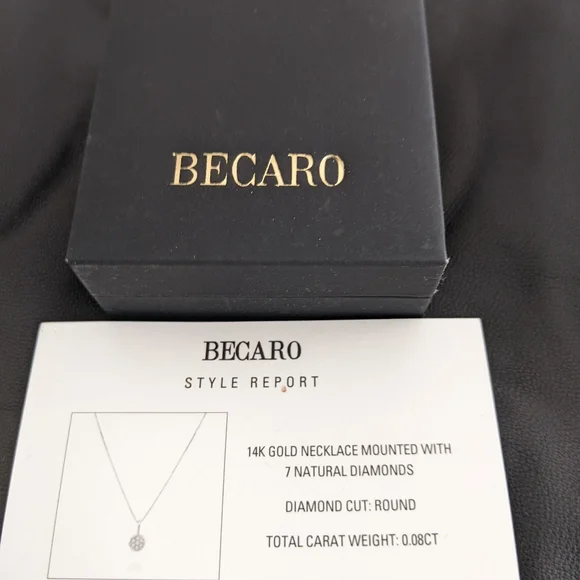 BECARO
BECARO
STYLE REPORT
14K GOLD NECKLACE MOUNTED WITH
7 NATURAL DIAMONDS
DIAMOND CUT: ROUND
TOTAL CARAT WEIGHT: 0.08CT